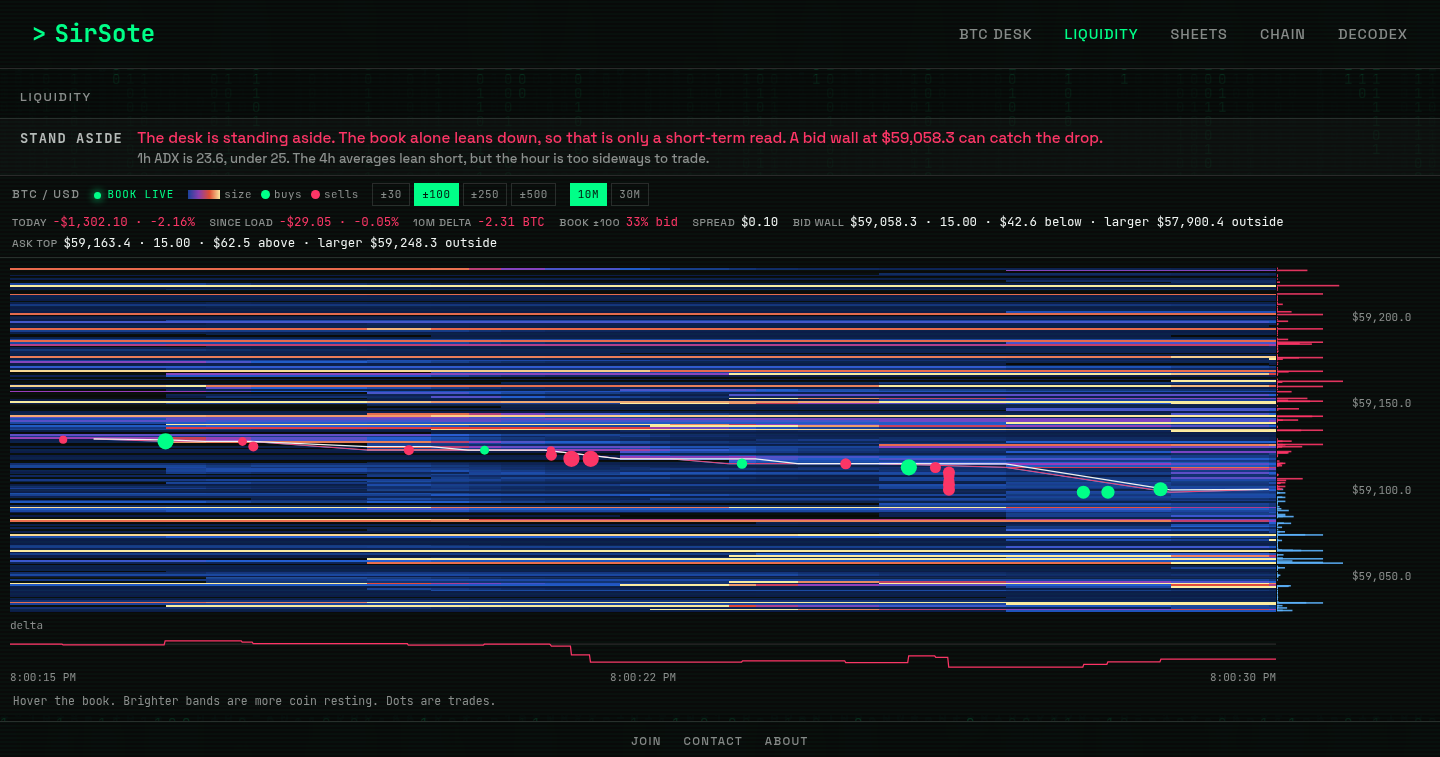 > SirSote
BTC DESK LIQUIDITY SHEETS CHAIN DECODEX
LIQUIDITY
STAND ASIDE The desk is standing aside. The book alone leans down, so that is only a short-term read. A bid wall at $59,058.3 can catch the drop.
1h ADX is 23.6, under 25. The 4h averages lean short, but the hour is too sideways to trade.
BTC / USD BOOK LIVE size buys sells ±30 ±100 ±250 ±500 10M 30M
TODAY -$1,302.10 · -2.16% SINCE LOAD -$29.05 · -0.05% 10M DELTA -2.31 BTC BOOK ±100 33% bid SPREAD $0.10 BID WALL $59,058.3 · 15.00 · $42.6 below · larger $57,900.4 outside
ASK TOP $59,163.4 · 15.00 · $62.5 above · larger $59,248.3 outside
$59,200.0
$59,150.0
$59,100.0
$59,050.0
delta
8:00:15 PM 8:00:22 PM 8:00:30 PM
Hover the book. Brighter bands are more coin resting. Dots are trades.
JOIN CONTACT ABOUT